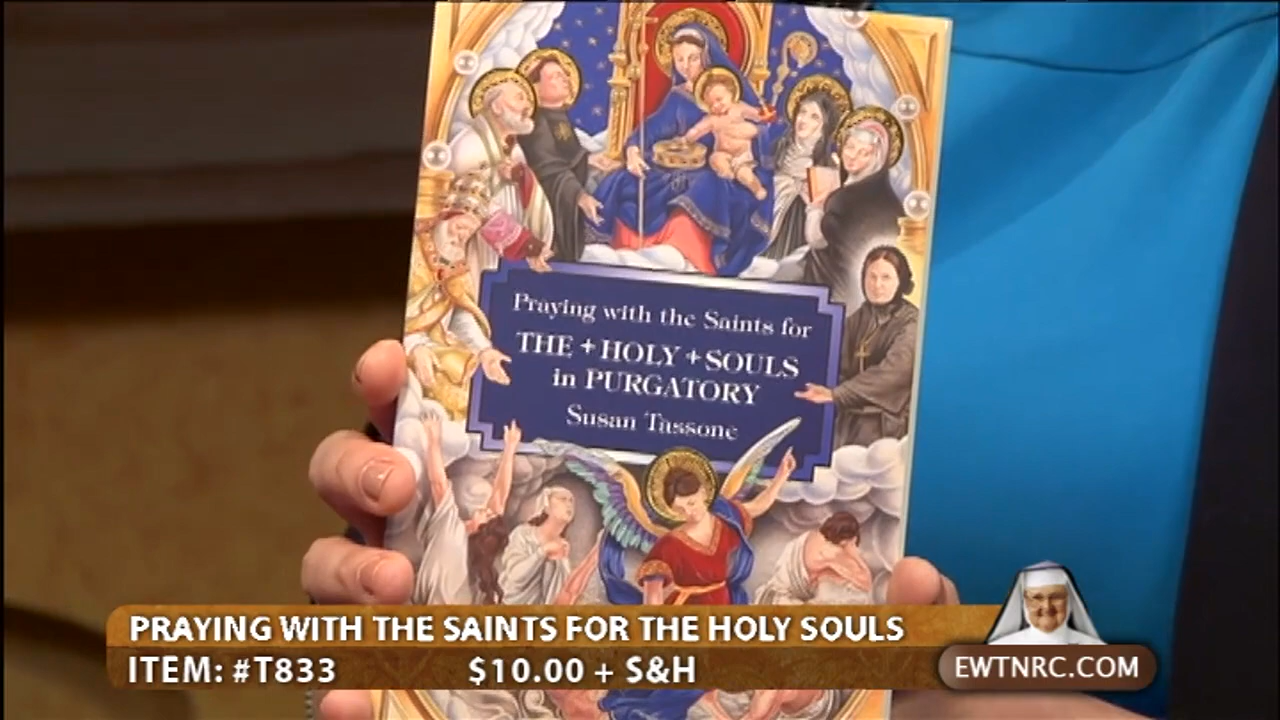 Praying with the Saints for
THE + HOLY + SOULS
in PURGATORY
Susan Tassone
PRAYING WITH THE SAINTS FOR THE HOLY SOULS
ITEM: #T833 $10.00 + S&H
EWTNRC.COM